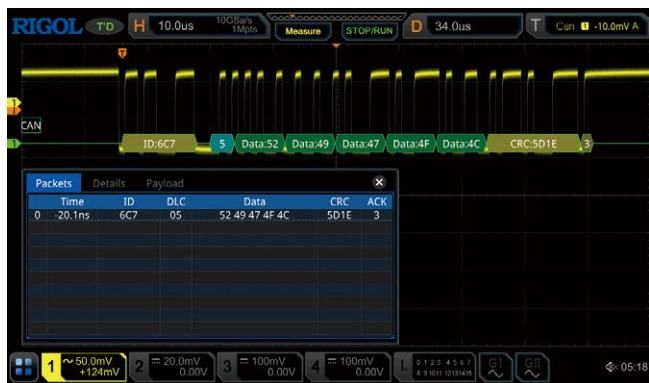 RIGOL T'D H 10.0us 10GSa/s 1Mpts Measure STOP/RUN D 34.0us T Can 1 -10.0mV A
T
1
T
CAN
1 ID:6C7 5 Data:52 Data:49 Data:47 Data:4F Data:4C CRC:5D1E 3
Packets Details Payload
Time ID DLC Data CRC ACK
0 -20.1ns 6C7 05 52 49 47 4F 4C 5D1E 3
1 50.0mV +124mV 2 20.0mV 0.00V 3 100mV 0.00V 4 100mV 0.00V L 0 1 2 3 4 5 6 7 8 9 10 11 12 13 14 15 GI GII 05:18